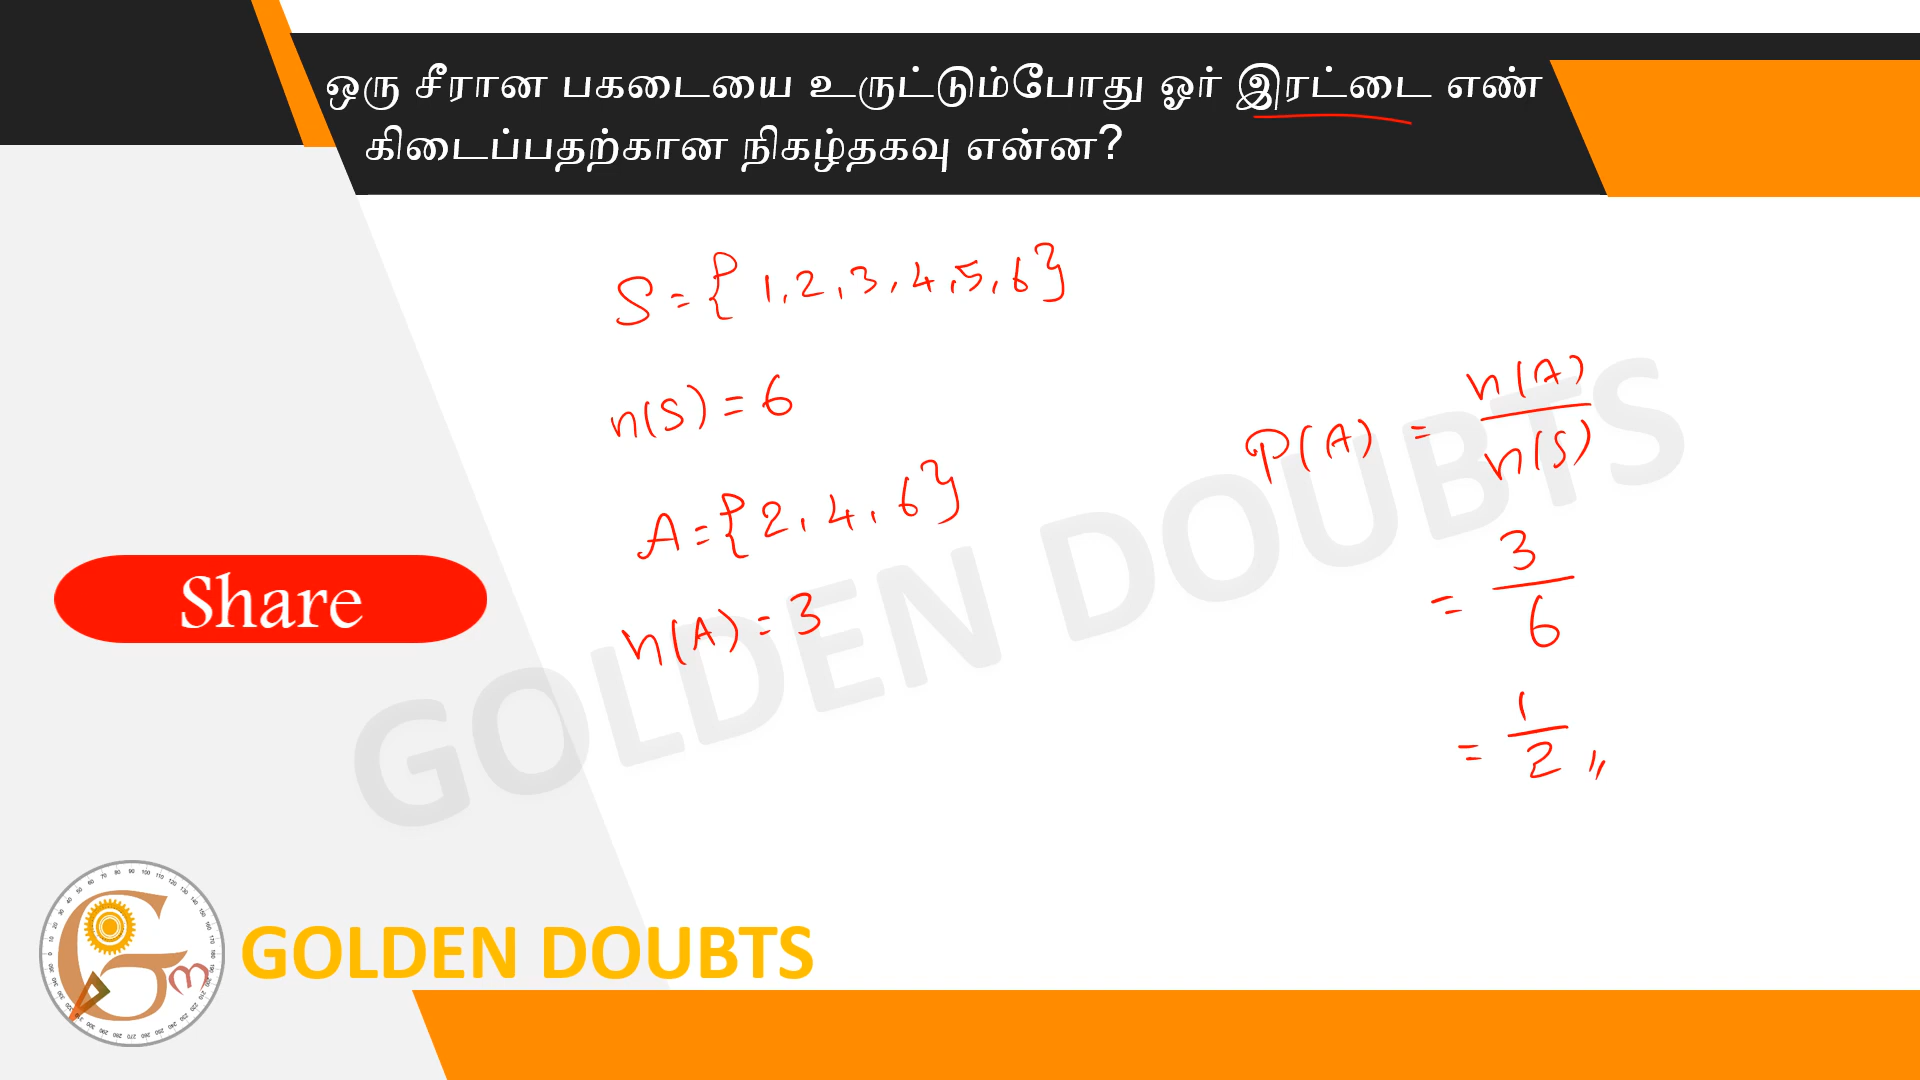 ஒரு சீரான பகடையை உருட்டும்போது ஓர் இரட்டை எண்
கிடைப்பதற்கான நிகழ்தகவு என்ன?
S = { 1, 2, 3, 4, 5, 6 }
n(S) = 6
A = { 2, 4, 6 }
n(A) = 3
P(A) = n(A)/n(S)
= 3/6
= 1/2 ,,
Share
GOLDEN DOUBTS
Gm
GOLDEN DOUBTS